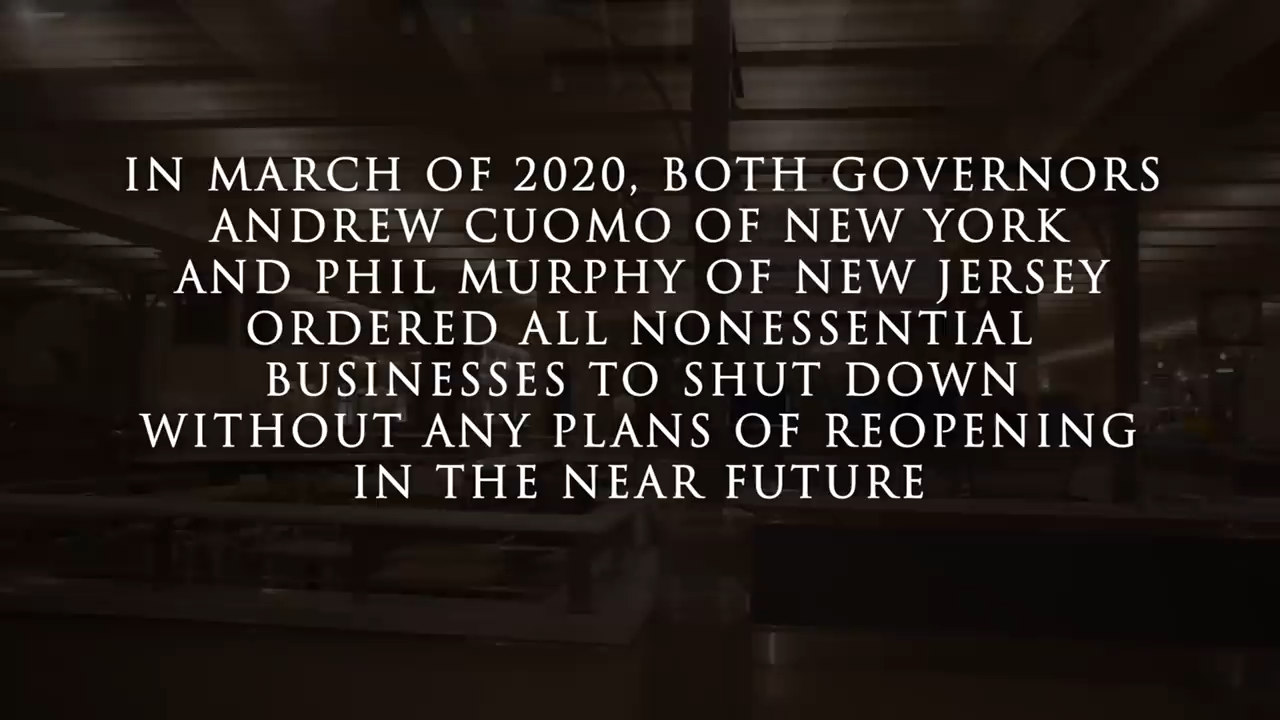 IN MARCH OF 2020, BOTH GOVERNORS
ANDREW CUOMO OF NEW YORK
AND PHIL MURPHY OF NEW JERSEY
ORDERED ALL NONESSENTIAL
BUSINESSES TO SHUT DOWN
WITHOUT ANY PLANS OF REOPENING
IN THE NEAR FUTURE